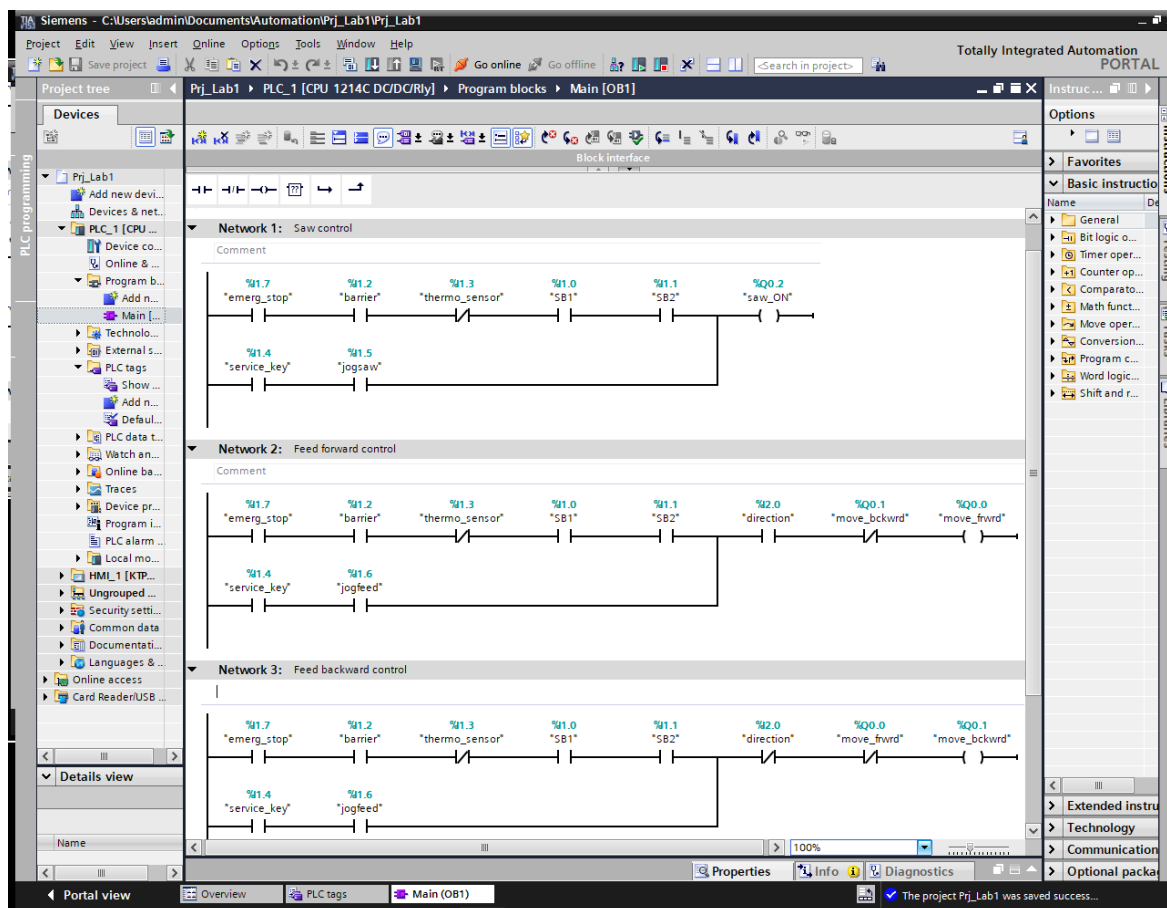 Siemens - C:\Users\admin\Documents\Automation\Prj_Lab1\Prj_Lab1
Project Edit View Insert Online Options Tools Window Help
Totally Integrated Automation
PORTAL
Save project Go online Go offline <Search in project>
Project tree
Prj_Lab1 PLC_1 [CPU 1214C DC/DC/Rly] Program blocks Main [OB1]
Instruc...
Devices
Options
PLC programming
Block interface
Prj_Lab1
Add new devi...
Devices & net...
PLC_1 [CPU ...
Device co...
Online & ...
Program b...
Add n...
Main [...
Technolo...
External s...
PLC tags
Show ...
Add n...
Defaul...
PLC data t...
Watch an...
Online ba...
Traces
Device pr...
Program i...
PLC alarm ...
Local mo...
HMI_1 [KTP...
Ungrouped ...
Security setti...
Common data
Documentati...
Languages & ...
Online access
Card Reader/USB ...
Details view
Name
Network 1: Saw control
Comment
%I1.7 %I1.2 %I1.3 %I1.0 %I1.1 %Q0.2
"emerg_stop" "barrier" "thermo_sensor" "SB1" "SB2" "saw_ON"
%I1.4 %I1.5
"service_key" "jogsaw"
Network 2: Feed forward control
Comment
%I1.7 %I1.2 %I1.3 %I1.0 %I1.1 %I2.0 %Q0.1 %Q0.0
"emerg_stop" "barrier" "thermo_sensor" "SB1" "SB2" "direction" "move_bckwrd" "move_frwrd"
%I1.4 %I1.6
"service_key" "jogfeed"
Network 3: Feed backward control
%I1.7 %I1.2 %I1.3 %I1.0 %I1.1 %I2.0 %Q0.0 %Q0.1
"emerg_stop" "barrier" "thermo_sensor" "SB1" "SB2" "direction" "move_frwrd" "move_bckwrd"
%I1.4 %I1.6
"service_key" "jogfeed"
100%
Favorites
Basic instructio
Name De
General
Bit logic o...
Timer oper...
Counter op...
Comparato...
Math funct...
Move oper...
Conversion...
Program c...
Word logic...
Shift and r...
Extended instru
Technology
Communication
Optional packa
Properties Info Diagnostics
Portal view Overview PLC tags Main (OB1) The project Prj_Lab1 was saved success...